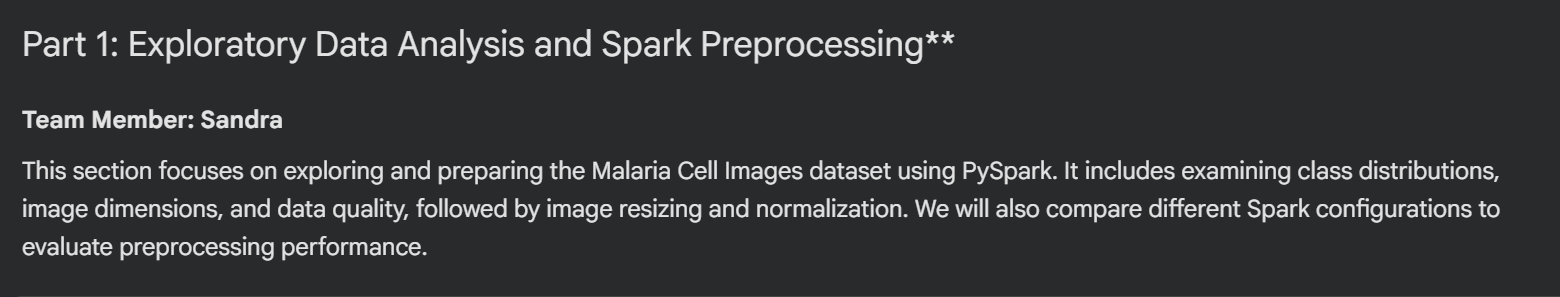 Part 1: Exploratory Data Analysis and Spark Preprocessing**
Team Member: Sandra
This section focuses on exploring and preparing the Malaria Cell Images dataset using PySpark. It includes examining class distributions,
image dimensions, and data quality, followed by image resizing and normalization. We will also compare different Spark configurations to
evaluate preprocessing performance.